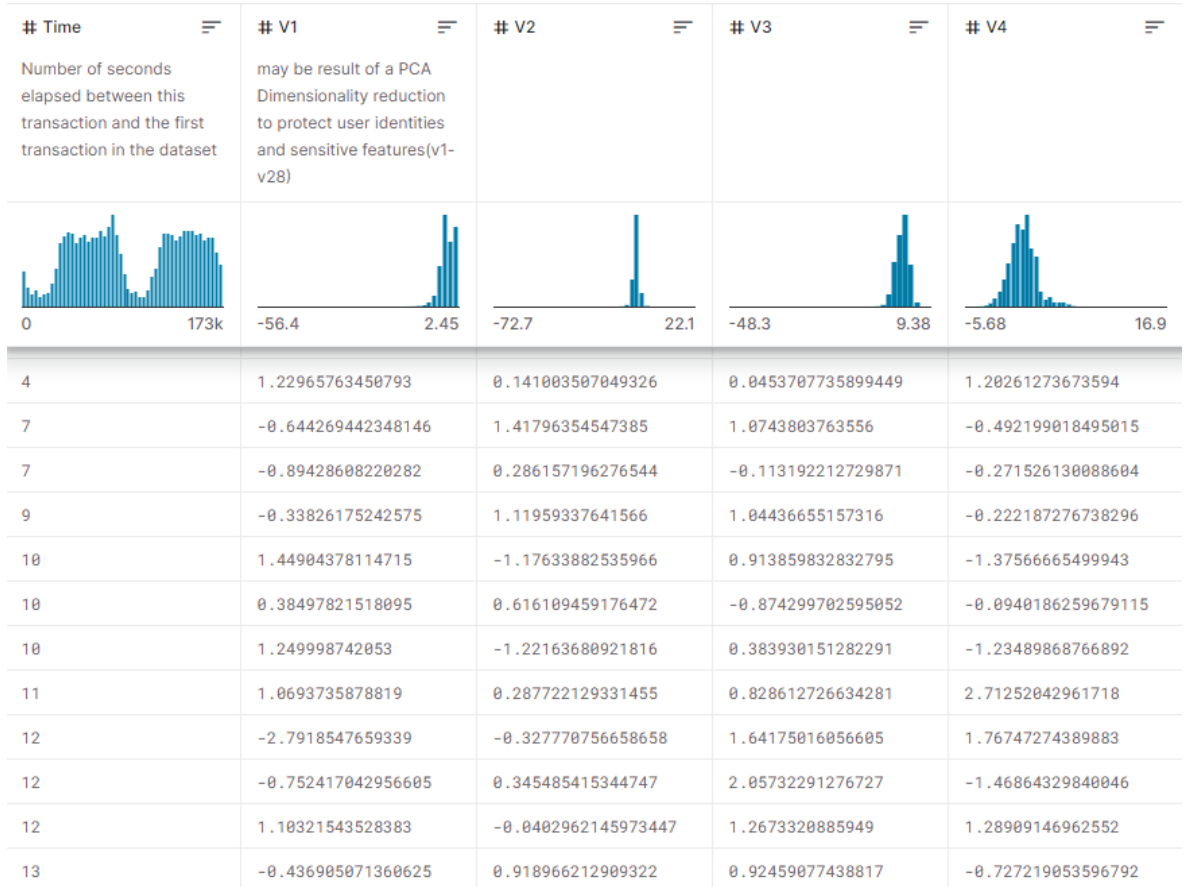 # Time # V1 # V2 # V3 # V4
Number of seconds may be result of a PCA
elapsed between this Dimensionality reduction
transaction and the first to protect user identities
transaction in the dataset and sensitive features(v1-
v28)
0 173k -56.4 2.45 -72.7 22.1 -48.3 9.38 -5.68 16.9
4 1.22965763450793 0.141003507049326 0.0453707735899449 1.20261273673594
7 -0.644269442348146 1.41796354547385 1.0743803763556 -0.492199018495015
7 -0.89428608220282 0.286157196276544 -0.113192212729871 -0.271526130088604
9 -0.33826175242575 1.11959337641566 1.04436655157316 -0.222187276738296
10 1.44904378114715 -1.17633882535966 0.913859832832795 -1.37566665499943
10 0.38497821518095 0.616109459176472 -0.874299702595052 -0.0940186259679115
10 1.249998742053 -1.22163680921816 0.383930151282291 -1.23489868766892
11 1.0693735878819 0.287722129331455 0.828612726634281 2.71252042961718
12 -2.7918547659339 -0.327770756658658 1.64175016056605 1.76747274389883
12 -0.752417042956605 0.345485415344747 2.05732291276727 -1.46864329840046
12 1.10321543528383 -0.0402962145973447 1.2673320885949 1.28909146962552
13 -0.436905071360625 0.918966212909322 0.92459077438817 -0.727219053596792